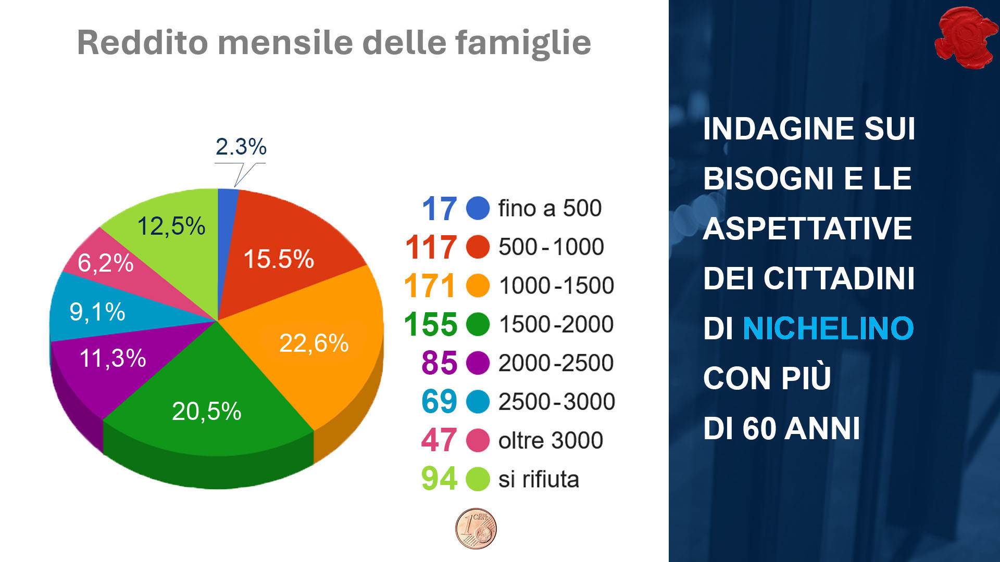 Reddito mensile delle famiglie
2.3%
12,5%
15.5%
6,2%
9,1%
22,6%
11,3%
20,5%
17 fino a 500
117 500-1000
171 1000-1500
155 1500-2000
85 2000-2500
69 2500-3000
47 oltre 3000
94 si rifiuta
1 EURO
CENT
INDAGINE SUI
BISOGNI E LE
ASPETTATIVE
DEI CITTADINI
DI NICHELINO
CON PIÙ
DI 60 ANNI